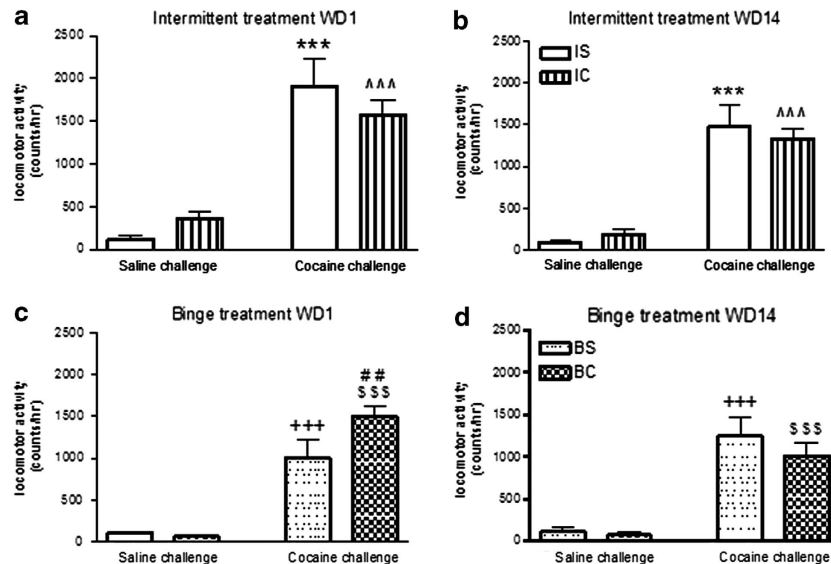 a
Intermittent treatment WD1
locomotor activity
(counts/hr)
2500
2000
1500
1000
500
0
***
^^^
Saline challenge
Cocaine challenge
b
Intermittent treatment WD14
locomotor activity
(counts/hr)
2500
2000
1500
1000
500
0
IS
IC
***
^^^
Saline challenge
Cocaine challenge
c
Binge treatment WD1
locomotor activity
(counts/hr)
2500
2000
1500
1000
500
0
+++
##
$$$
Saline challenge
Cocaine challenge
d
Binge treatment WD14
locomotor activity
(counts/hr)
2500
2000
1500
1000
500
0
BS
BC
+++
$$$
Saline challenge
Cocaine challenge